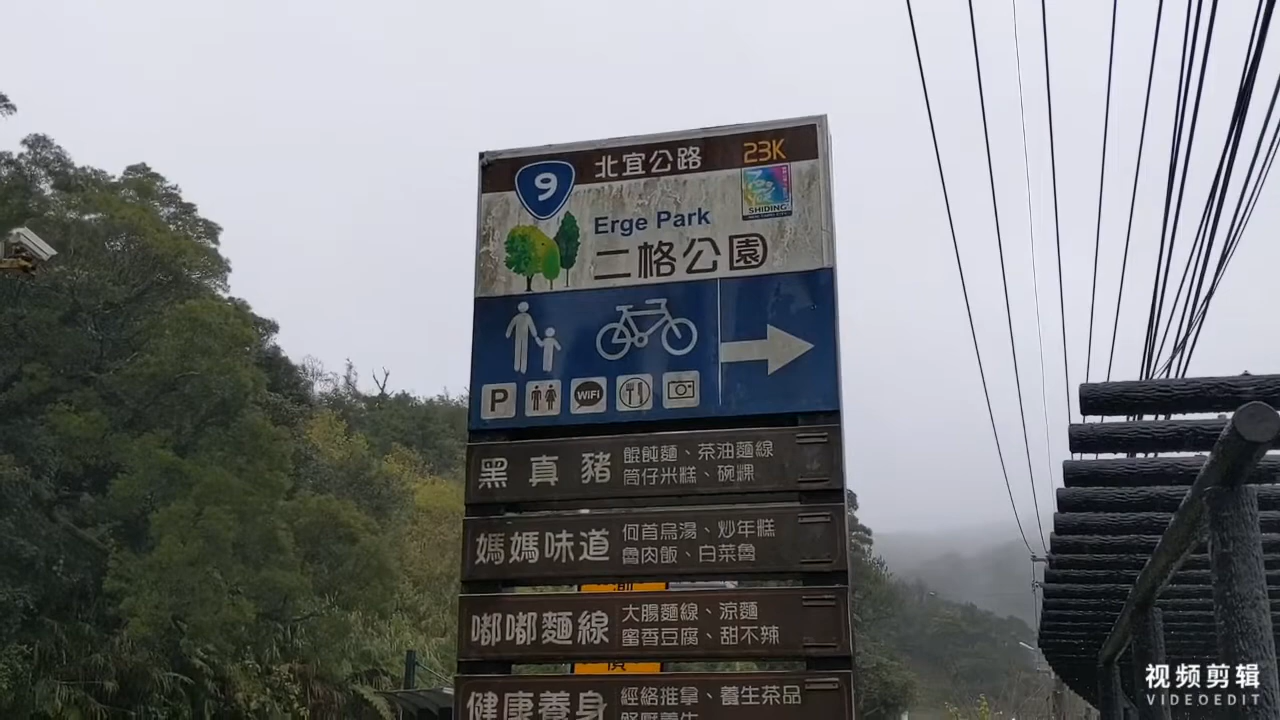 9
北宜公路
23K
SHIDING
Erge Park
二格公園
P
WiFi
黑真豬
餛飩麵、茶油麵線
筒仔米糕、碗粿
媽媽味道
何首烏湯、炒年糕
魯肉飯、白菜魯
嘟嘟麵線
大腸麵線、涼麵
蜜香豆腐、甜不辣
健康養身
經絡推拿、養生茶品
视频剪辑
VIDEOEDIT